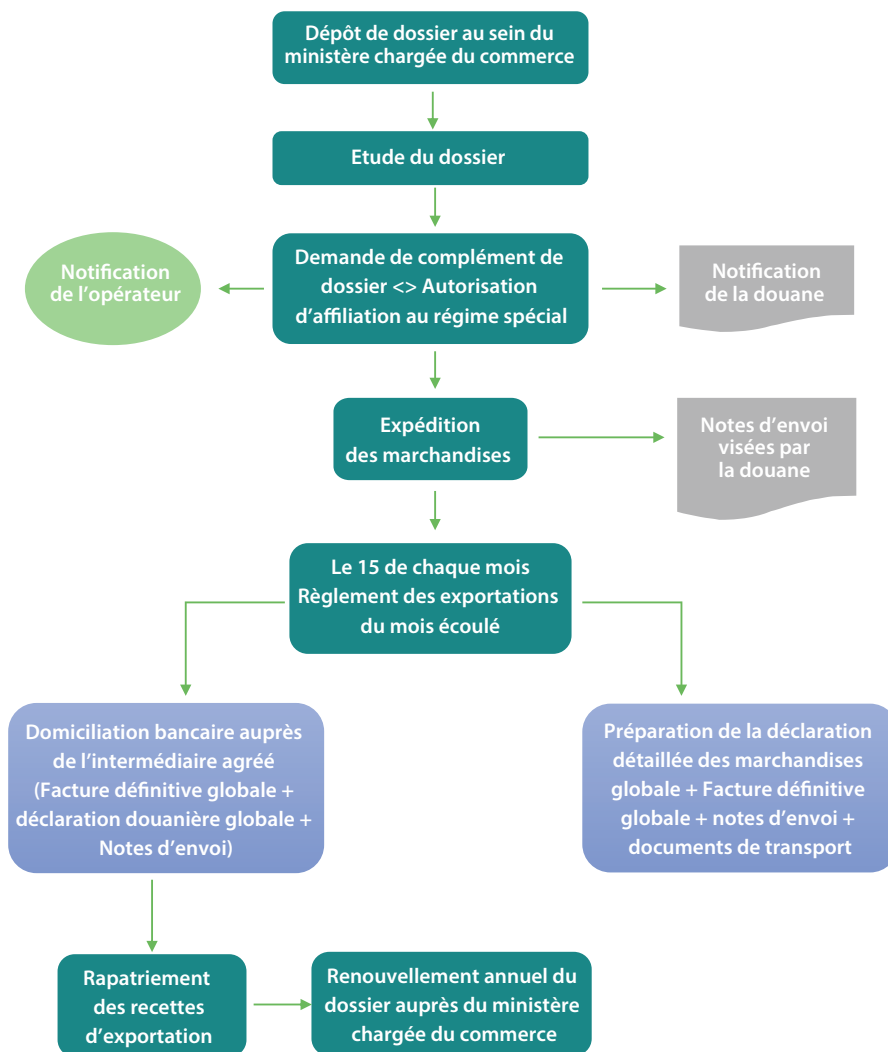 Dépôt de dossier au sein du
ministère chargée du commerce
Etude du dossier
Notification
de l'opérateur
Demande de complément de
dossier <> Autorisation
d'affiliation au régime spécial
Notification
de la douane
Expédition
des marchandises
Notes d'envoi
visées par
la douane
Le 15 de chaque mois
Règlement des exportations
du mois écoulé
Domiciliation bancaire auprès
de l'intermédiaire agréé
(Facture définitive globale +
déclaration douanière globale +
Notes d'envoi)
Préparation de la déclaration
détaillée des marchandises
globale + Facture définitive
globale + notes d'envoi +
documents de transport
Rapatriement
des recettes
d'exportation
Renouvellement annuel du
dossier auprès du ministère
chargée du commerce